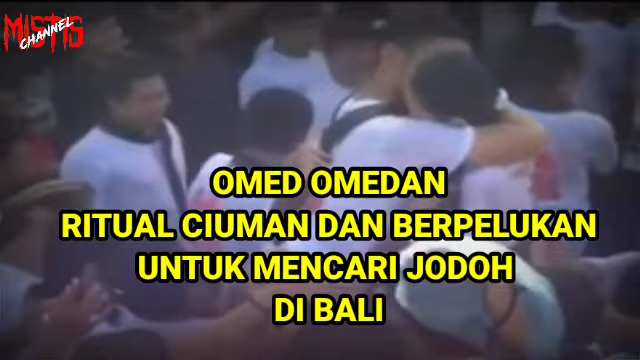 MISTIS
CHANNEL
OMED OMEDAN
RITUAL CIUMAN DAN BERPELUKAN
UNTUK MENCARI JODOH
DI BALI